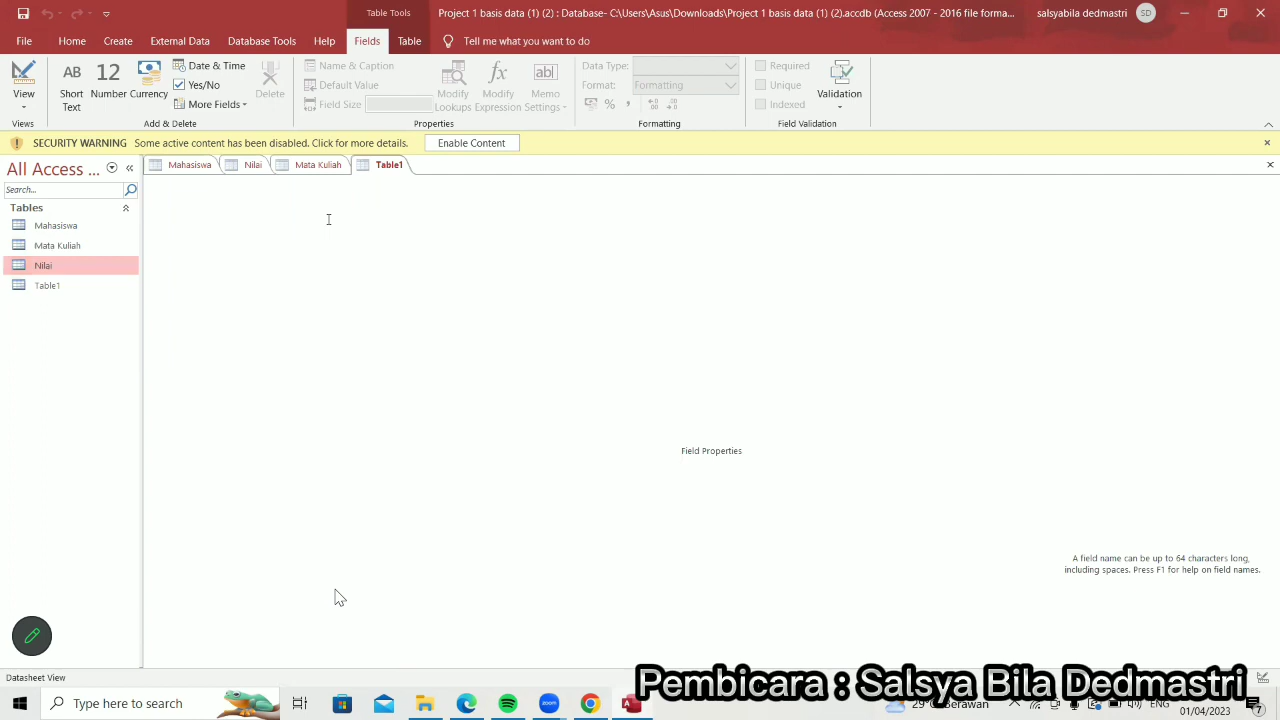 Table Tools
Project 1 basis data (1) (2) : Database- C:\Users\Asus\Downloads\Project 1 basis data (1) (2).accdb (Access 2007 - 2016 file forma...
salsyabila dedmastri
SD
File
Home
Create
External Data
Database Tools
Help
Fields
Table
Tell me what you want to do
View
Views
AB
Short
Text
12
Number
Currency
Date & Time
Yes/No
More Fields
Delete
Add & Delete
Name & Caption
Default Value
Field Size
Modify
Lookups
fx
Modify
Expression
ab
Memo
Settings
Properties
Data Type:
Format:
Formatting
%
Formatting
Required
Unique
Indexed
Validation
Field Validation
SECURITY WARNING Some active content has been disabled. Click for more details.
Enable Content
All Access ...
Search...
Tables
Mahasiswa
Mata Kuliah
Nilai
Table1
Mahasiswa
Nilai
Mata Kuliah
Table1
Field Properties
A field name can be up to 64 characters long,
including spaces. Press F1 for help on field names.
Datasheet View
Pembicara : Salsya Bila Dedmastri
Type here to search
zoom
29°
Berawan
ENG
01/04/2023
7